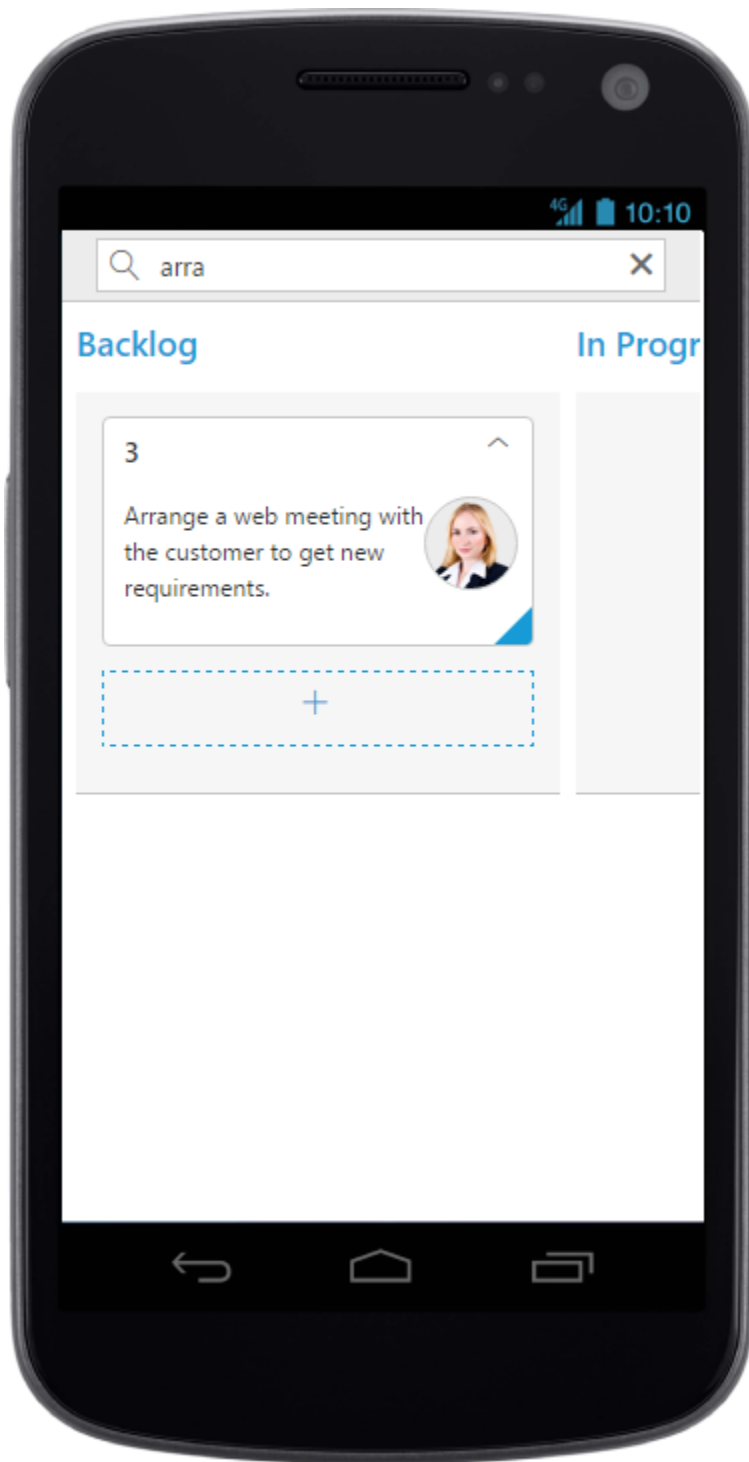 4G 10:10
arra
Backlog In Progr
3
Arrange a web meeting with
the customer to get new
requirements.